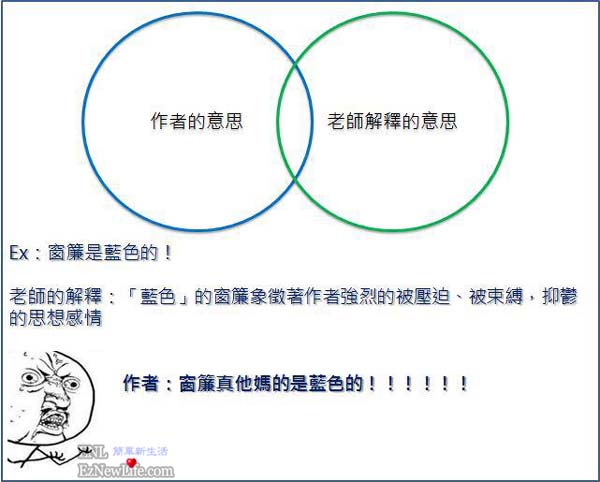 作者的意思
老師解釋的意思
Ex：窗簾是藍色的！
老師的解釋：「藍色」的窗簾象徵著作者強烈的被壓迫、被束縛，抑鬱
的思想感情
作者：窗簾真他媽的是藍色的！！！！！！
ENL 簡單新生活
EzNewLife.com